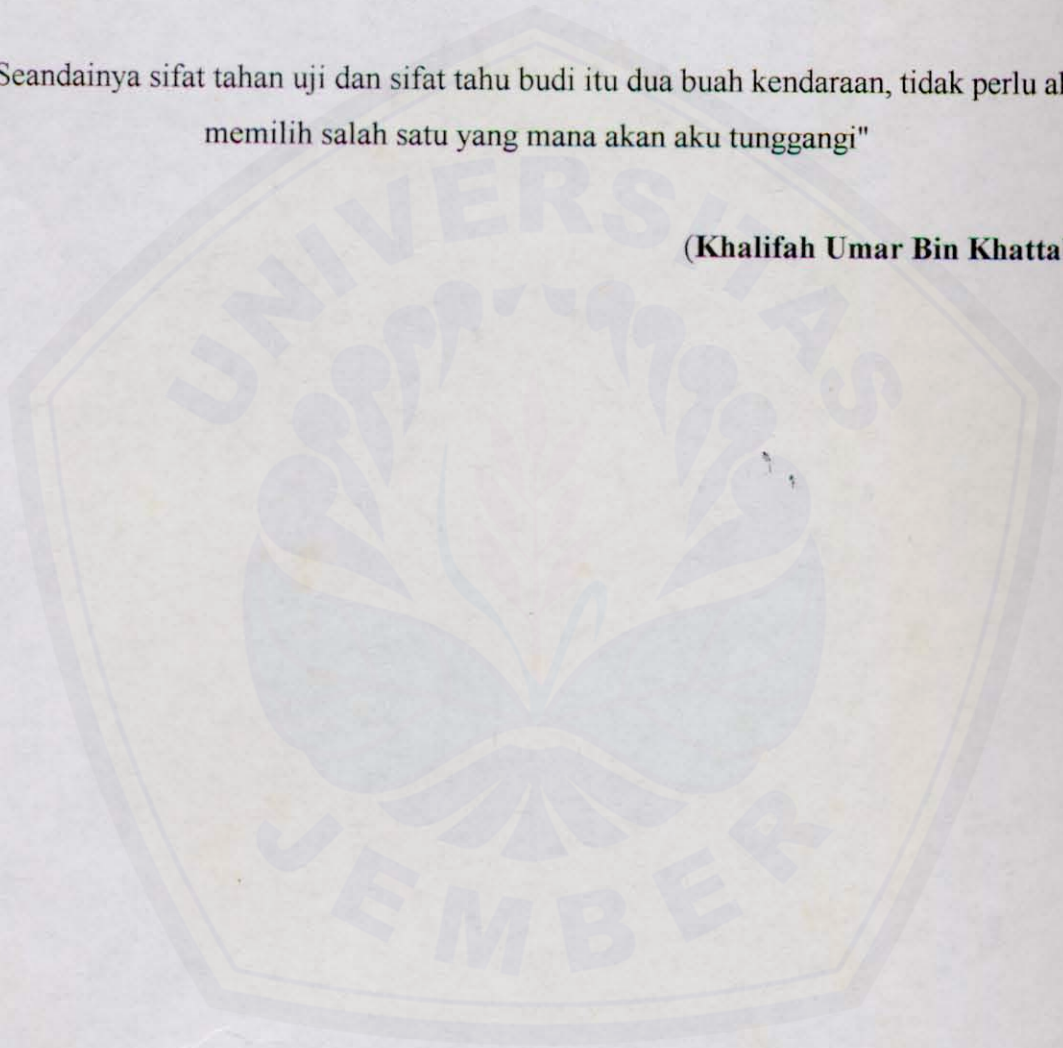 Seandainya sifat tahan uji dan sifat tahu budi itu dua buah kendaraan, tidak perlu
memilih salah satu yang mana akan aku tunggangi"
(Khalifah Umar Bin Khatta
UNIVERSITAS
JEMBER